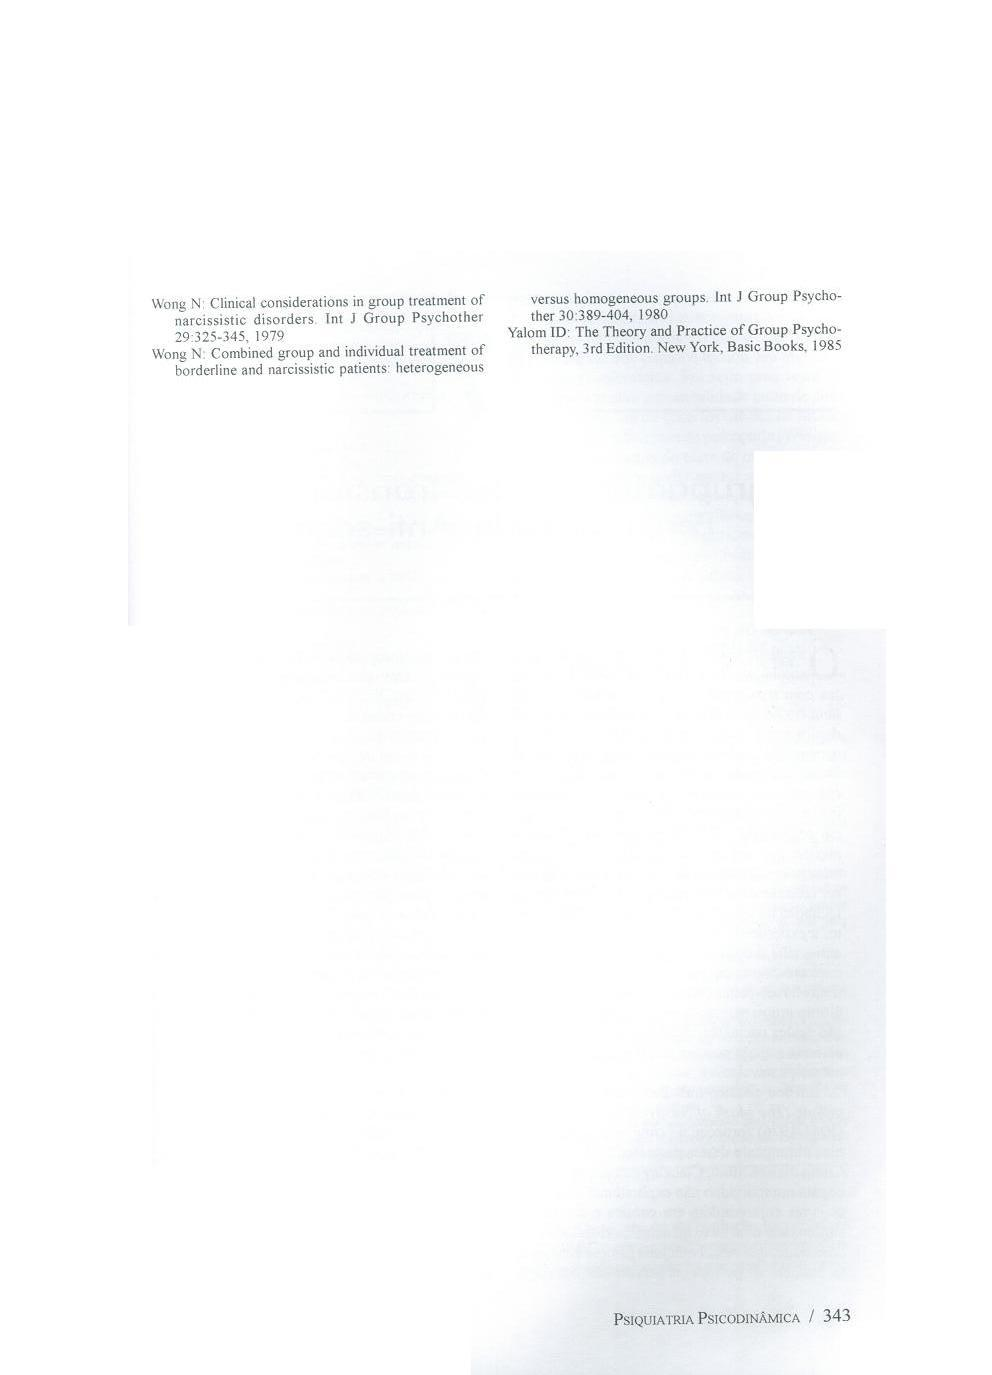 Wong N: Clinical considerations in group treatment of
narcissistic disorders. Int J Group Psychother
29:325-345, 1979
Wong N: Combined group and individual treatment of
borderline and narcissistic patients: heterogeneous
versus homogeneous groups. Int J Group Psycho-
ther 30:389-404, 1980
Yalom ID: The Theory and Practice of Group Psycho-
therapy, 3rd Edition. New York, Basic Books, 1985
PSIQUIATRIA PSICODINÂMICA / 343